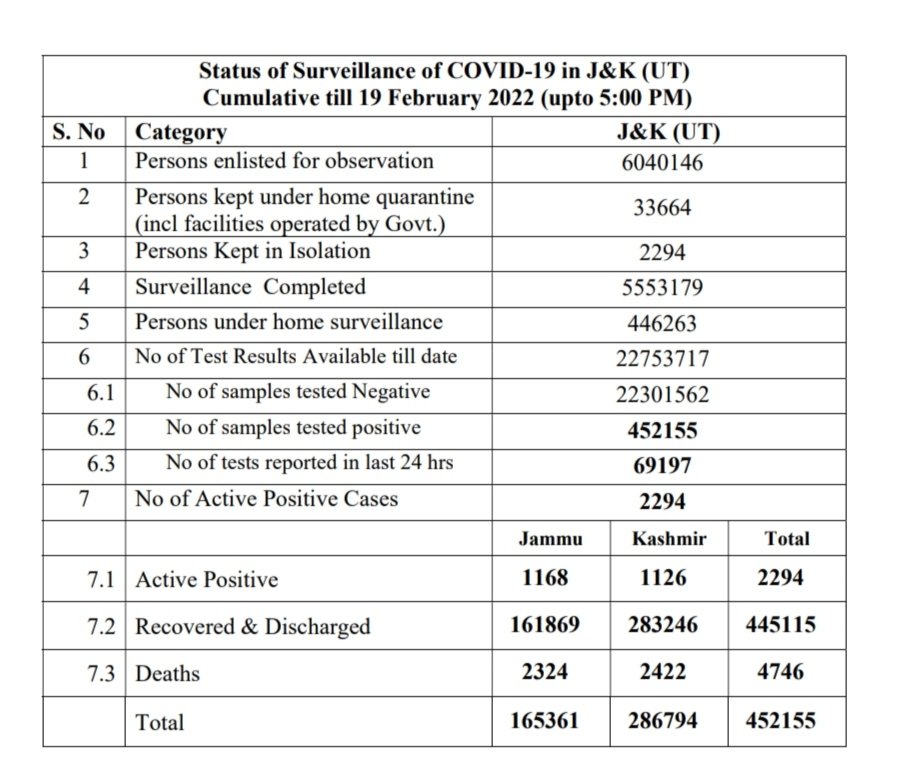 Status of Surveillance of COVID-19 in J&K (UT)
Cumulative till 19 February 2022 (upto 5:00 PM)
S. No Category J&K (UT)
1 Persons enlisted for observation 6040146
2 Persons kept under home quarantine
(incl facilities operated by Govt.) 33664
3 Persons Kept in Isolation 2294
4 Surveillance Completed 5553179
5 Persons under home surveillance 446263
6 No of Test Results Available till date 22753717
6.1 No of samples tested Negative 22301562
6.2 No of samples tested positive 452155
6.3 No of tests reported in last 24 hrs 69197
7 No of Active Positive Cases 2294
Jammu Kashmir Total
7.1 Active Positive 1168 1126 2294
7.2 Recovered & Discharged 161869 283246 445115
7.3 Deaths 2324 2422 4746
Total 165361 286794 452155